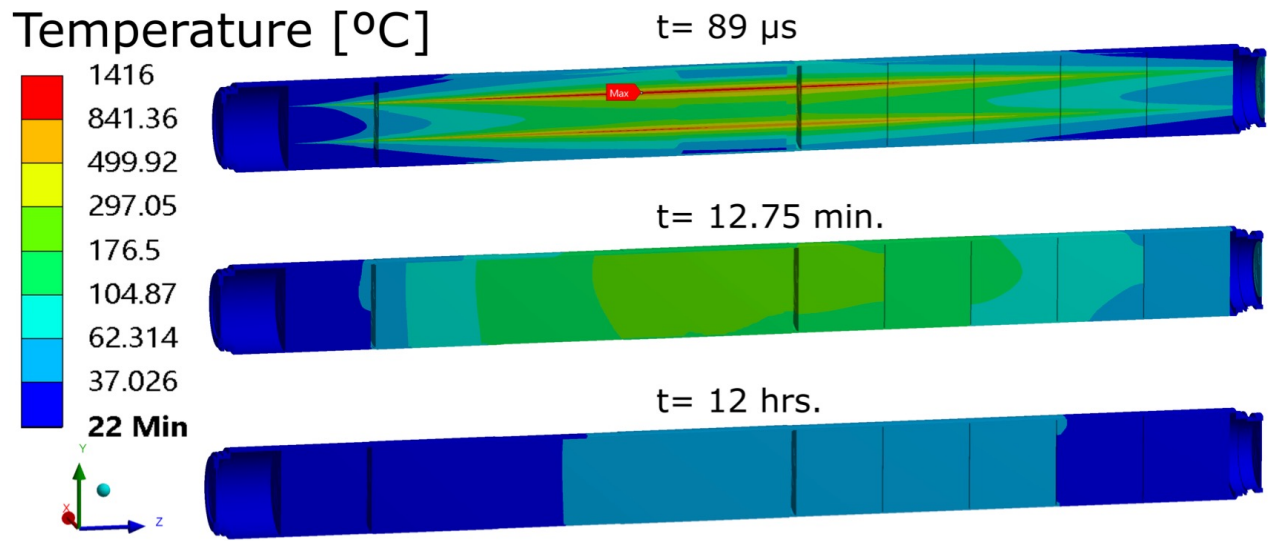 Temperature [ºC]
t= 89 µs
1416
841.36
499.92
297.05
176.5
104.87
62.314
37.026
22 Min
Max
t= 12.75 min.
t= 12 hrs.
Y
X
Z